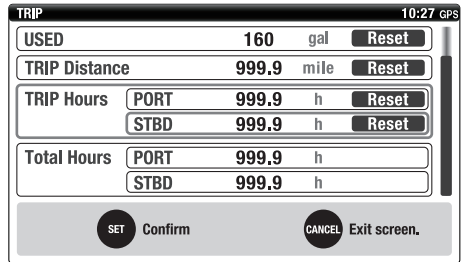 TRIP 10:27 GPS
USED 160 gal Reset
TRIP Distance 999.9 mile Reset
TRIP Hours PORT 999.9 h Reset
STBD 999.9 h Reset
Total Hours PORT 999.9 h
STBD 999.9 h
SET Confirm CANCEL Exit screen.